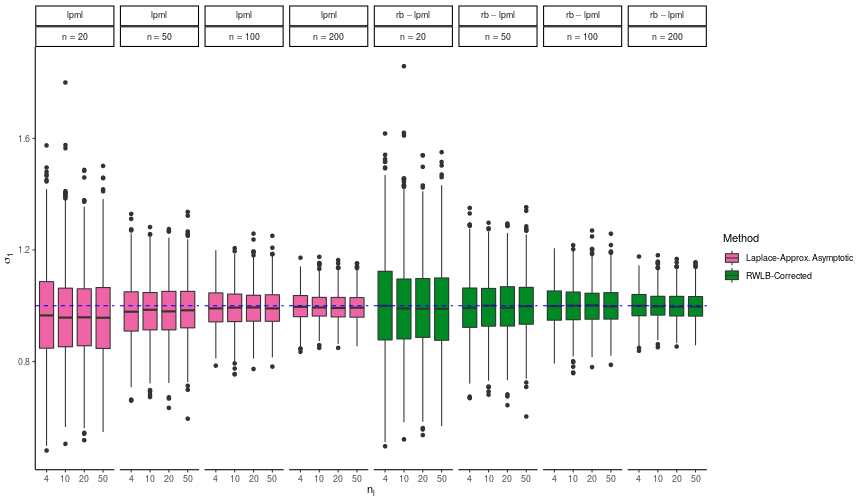 lpml lpml lpml lpml rb − lpml rb − lpml rb − lpml rb − lpml
n = 20 n = 50 n = 100 n = 200 n = 20 n = 50 n = 100 n = 200
1.6
1.2
0.8
σ1
4 10 20 50 4 10 20 50 4 10 20 50 4 10 20 50 4 10 20 50 4 10 20 50 4 10 20 50 4 10 20 50
ni
Method
Laplace-Approx. Asymptotic
RWLB-Corrected